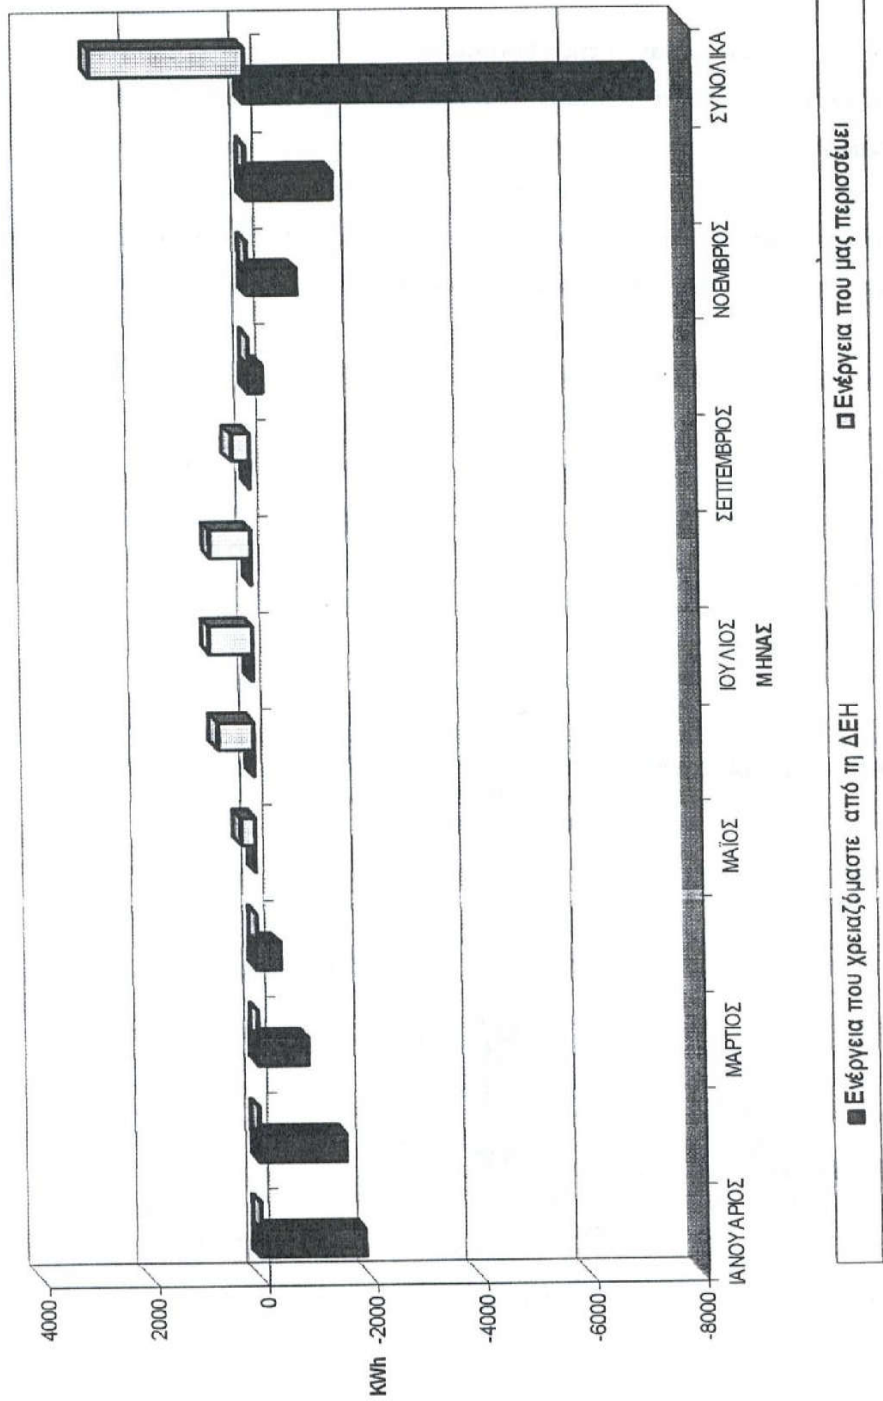 4000
2000
0
-2000
-4000
-6000
-8000
KWh
ΙΑΝΟΥΑΡΙΟΣ
ΜΑΡΤΙΟΣ
ΜΑΪΟΣ
ΙΟΥΛΙΟΣ
ΣΕΠΤΕΜΒΡΙΟΣ
ΝΟΕΜΒΡΙΟΣ
ΣΥΝΟΛΙΚΑ
ΜΗΝΑΣ
Ενέργεια που χρειαζόμαστε από τη ΔΕΗ
Ενέργεια που μας περισσέυει